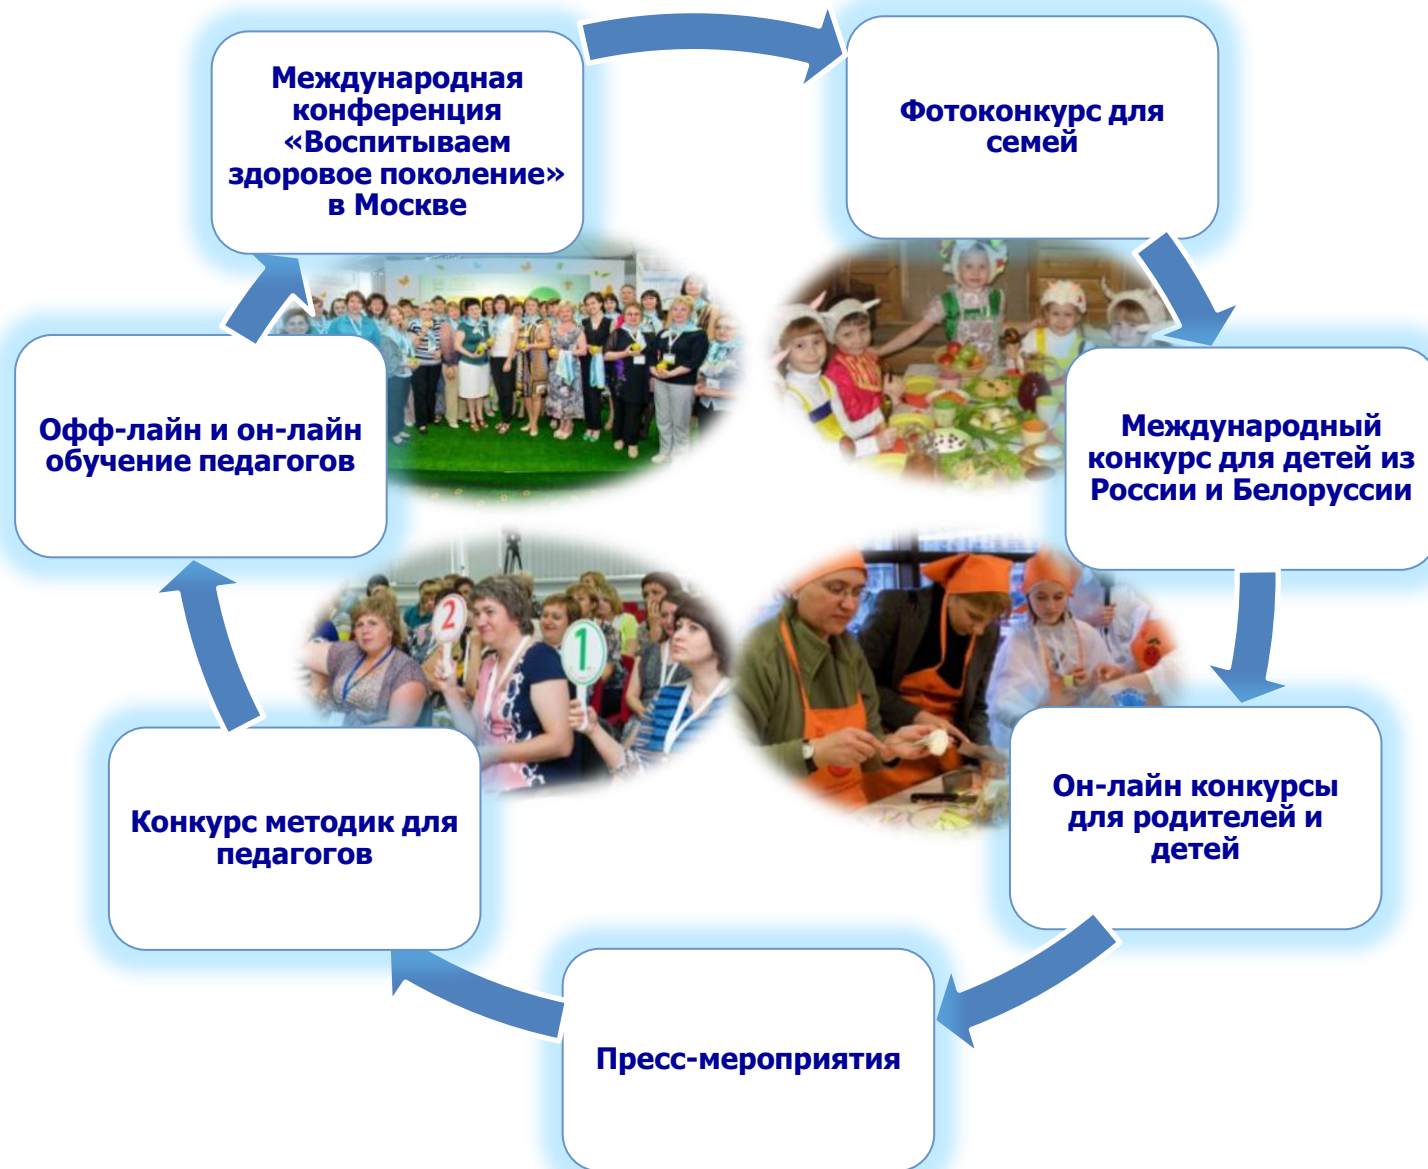 Международная
конференция
«Воспитываем
здоровое поколение»
в Москве
Фотоконкурс для
семей
Международный
конкурс для детей из
России и Белоруссии
Он-лайн конкурсы
для родителей и
детей
Пресс-мероприятия
Конкурс методик для
педагогов
Офф-лайн и он-лайн
обучение педагогов
2
1